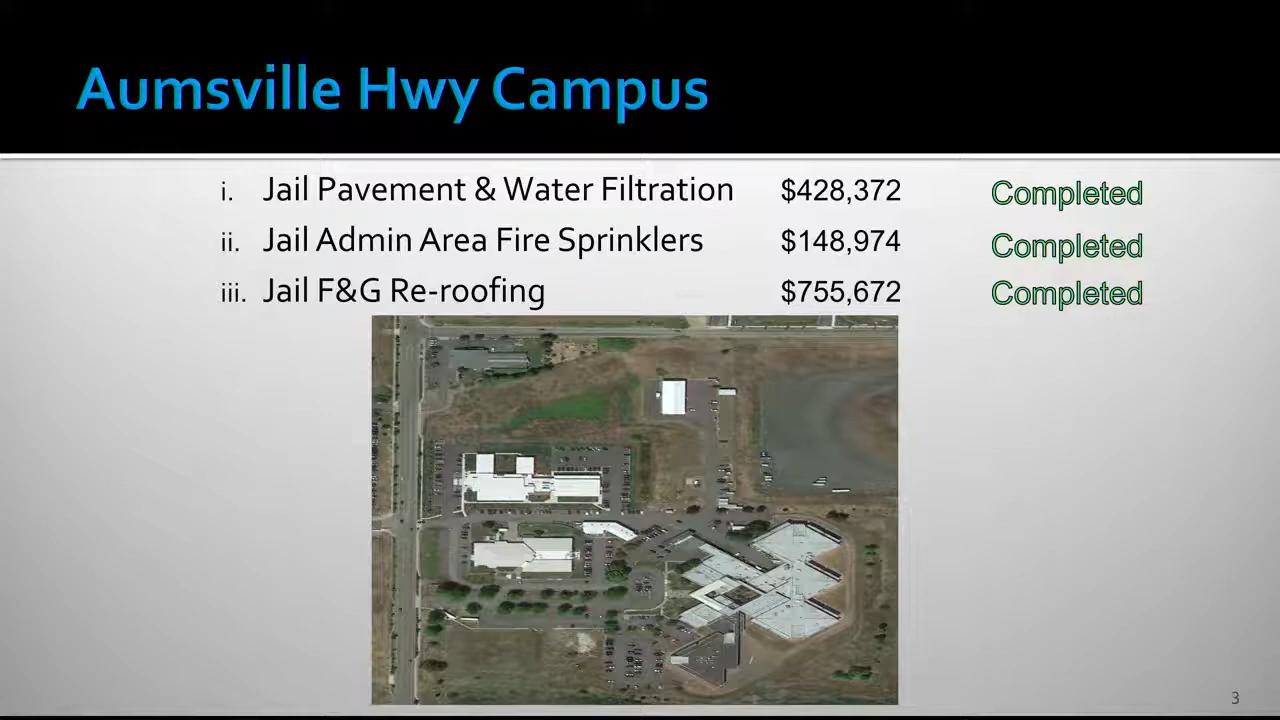 Aumsville Hwy Campus
i. Jail Pavement & Water Filtration $428,372 Completed
ii. Jail Admin Area Fire Sprinklers $148,974 Completed
iii. Jail F&G Re-roofing $755,672 Completed
3